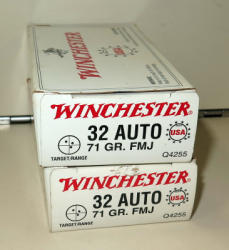 WINCHESTER
WINCHESTER
32 AUTO
71 GR. FMJ
USA
TARGET/RANGE
Q4255
WINCHESTER
32 AUTO
71 GR. FMJ
USA
TARGET/RANGE
Q4255